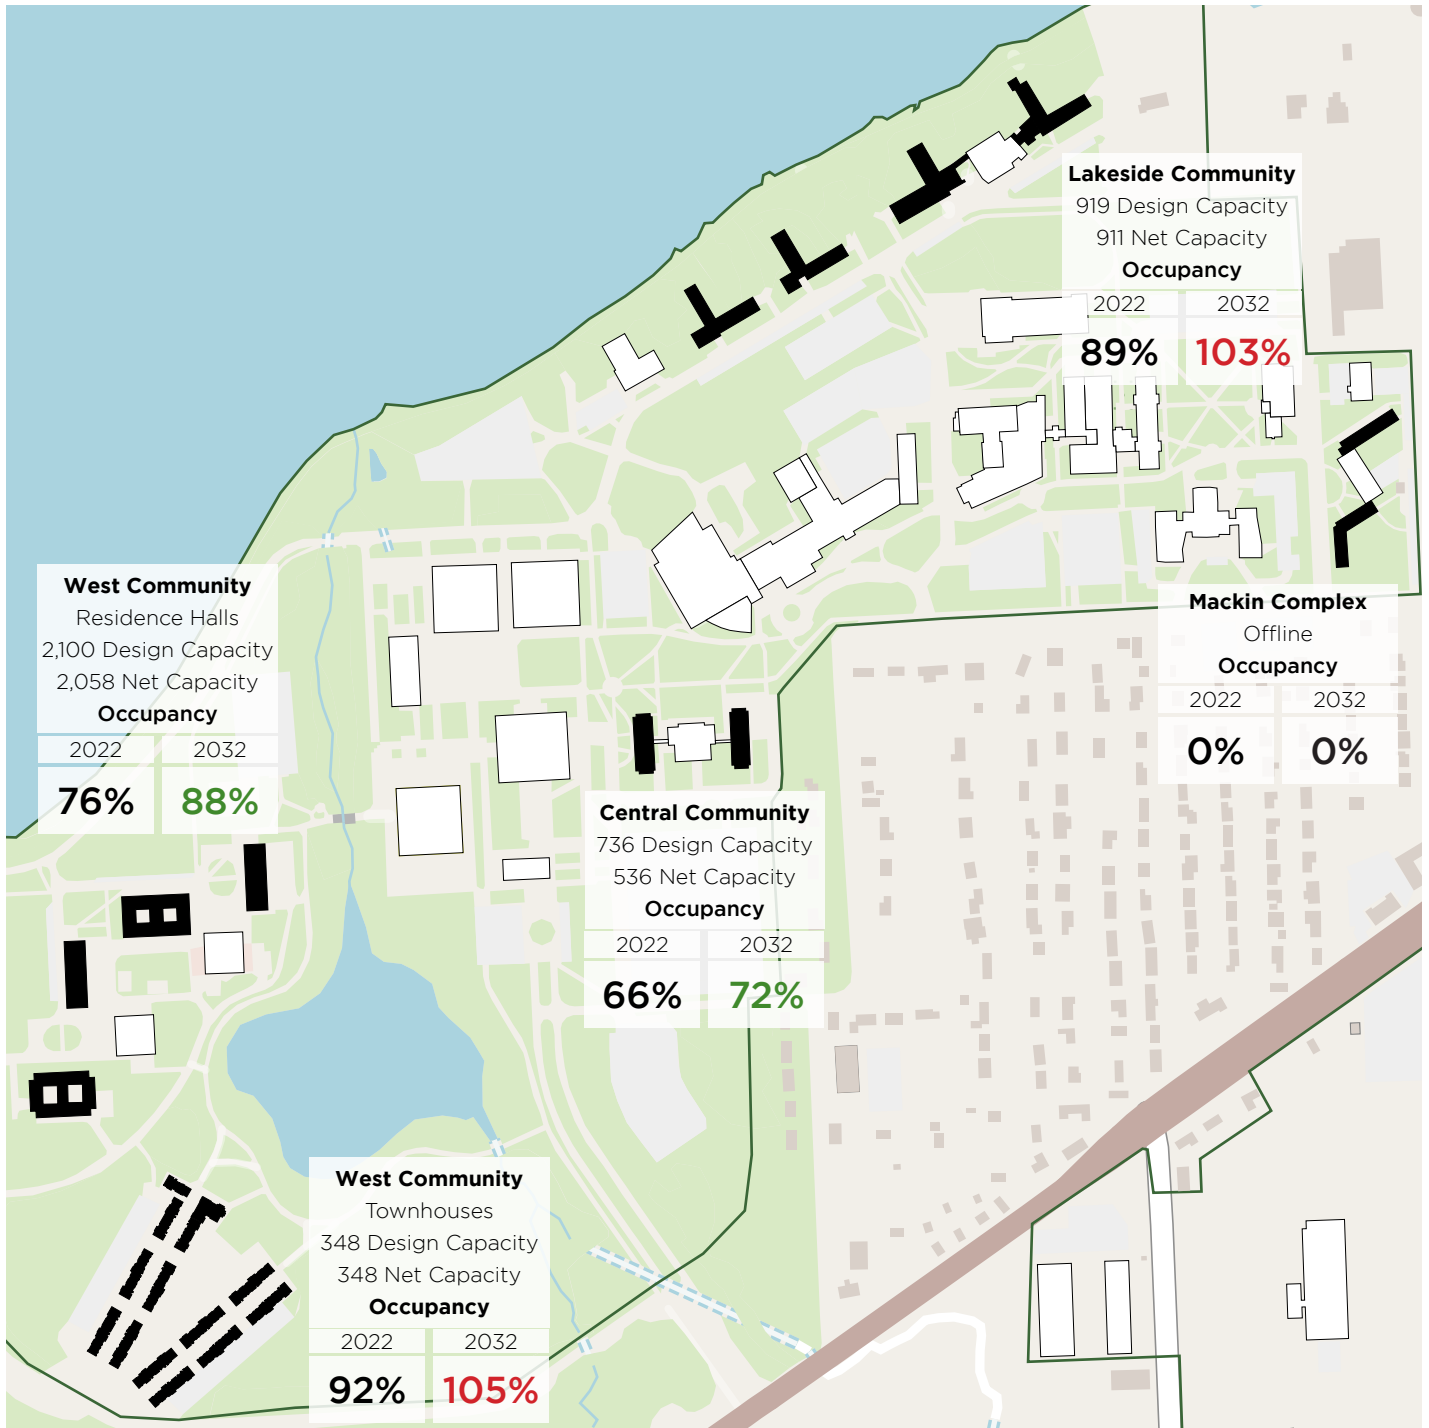 Lakeside Community
919 Design Capacity
911 Net Capacity
Occupancy
2022 2032
89% 103%
West Community
Residence Halls
2,100 Design Capacity
2,058 Net Capacity
Occupancy
2022 2032
76% 88%
Mackin Complex
Offline
Occupancy
2022 2032
0% 0%
Central Community
736 Design Capacity
536 Net Capacity
Occupancy
2022 2032
66% 72%
West Community
Townhouses
348 Design Capacity
348 Net Capacity
Occupancy
2022 2032
92% 105%